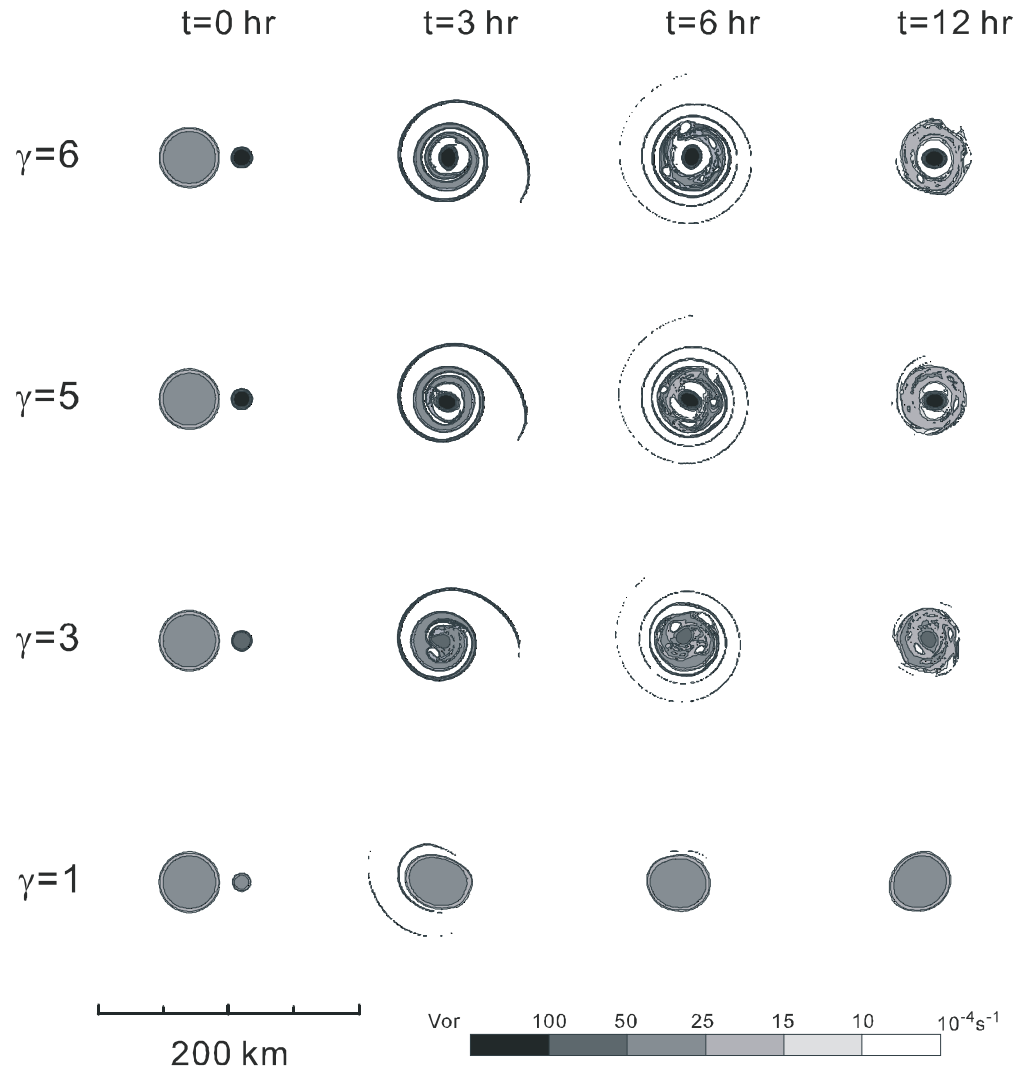 t=0 hr t=3 hr t=6 hr t=12 hr
γ=6
γ=5
γ=3
γ=1
200 km
Vor 100 50 25 15 10 10⁻⁴s⁻¹